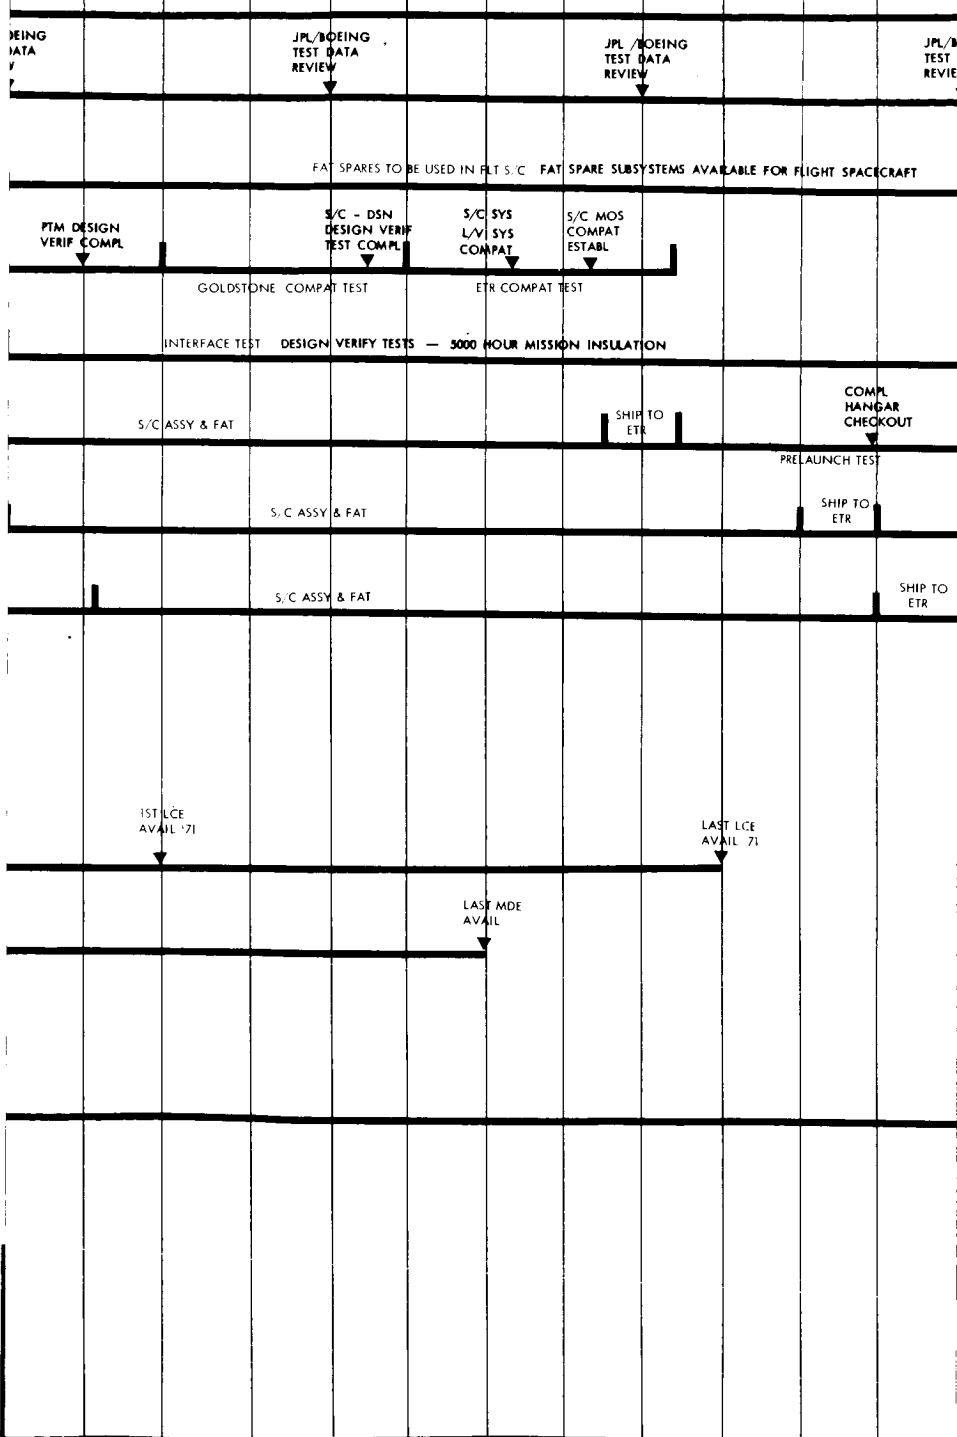 JPL/BOEING
TEST DATA
REVIEW
JPL/BOEING
TEST DATA
REVIEW
FAT SPARES TO BE USED IN FLT S/C FAT SPARE SUBSYSTEMS AVAILABLE FOR FLIGHT SPACECRAFT
PTM DESIGN
VERIF COMPL
S/C - DSN
DESIGN VERIF
TEST COMPL
S/C SYS
L/V SYS
COMPAT
S/C MOS
COMPAT
ESTABL
GOLDSTONE COMPAT TEST
ETR COMPAT TEST
INTERFACE TEST DESIGN VERIFY TESTS — 5000 HOUR MISSION INSULATION
S/C ASSY & FAT
SHIP TO
ETR
COMPL
HANGAR
CHECKOUT
PRELAUNCH TEST
S/C ASSY & FAT
SHIP TO
ETR
S/C ASSY & FAT
SHIP TO
ETR
1ST LCE
AVAIL '71
LAST LCE
AVAIL 71
LAST MDE
AVAIL